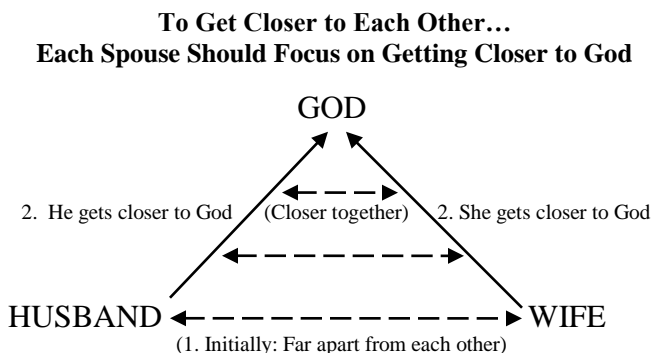 To Get Closer to Each Other…
Each Spouse Should Focus on Getting Closer to God
GOD
2. He gets closer to God
(Closer together)
2. She gets closer to God
HUSBAND
WIFE
(1. Initially: Far apart from each other)